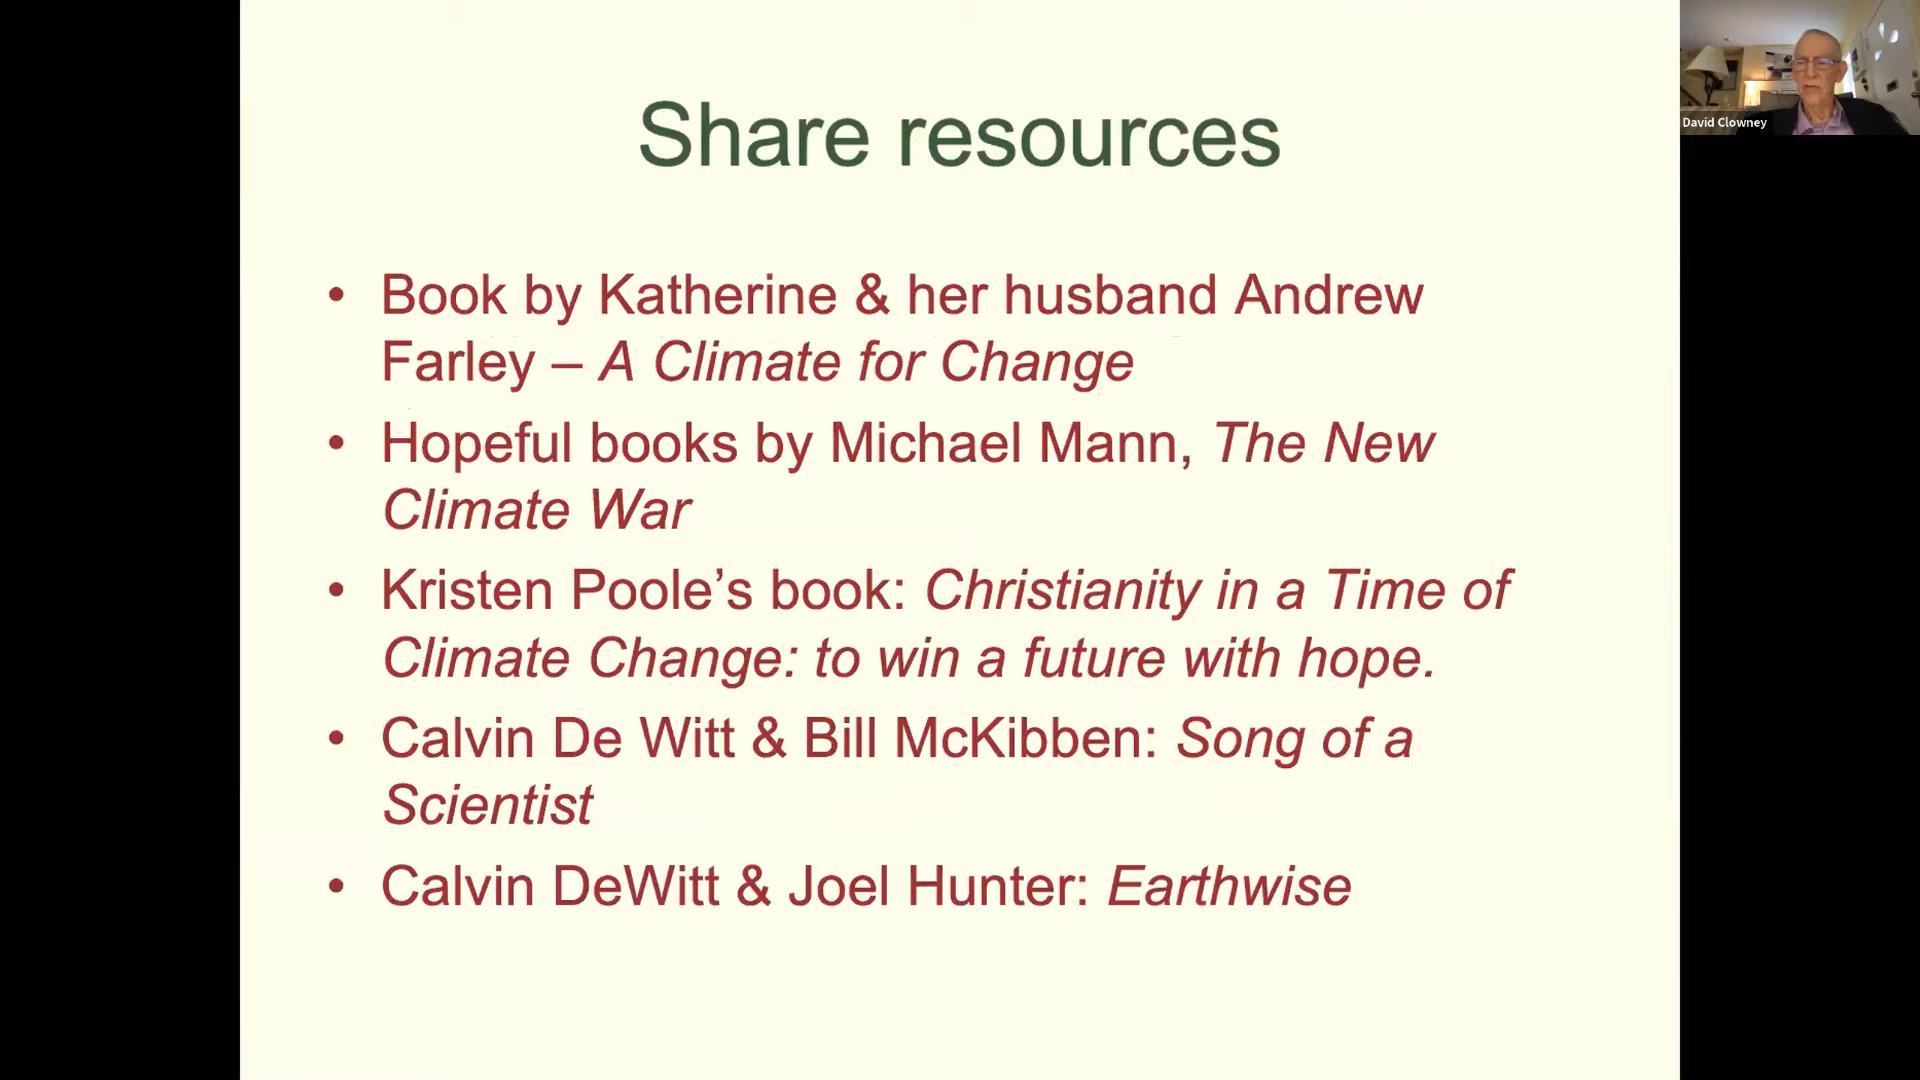 Share resources
• Book by Katherine & her husband Andrew
Farley – A Climate for Change
• Hopeful books by Michael Mann, The New
Climate War
• Kristen Poole’s book: Christianity in a Time of
Climate Change: to win a future with hope.
• Calvin De Witt & Bill McKibben: Song of a
Scientist
• Calvin DeWitt & Joel Hunter: Earthwise
David Clowney